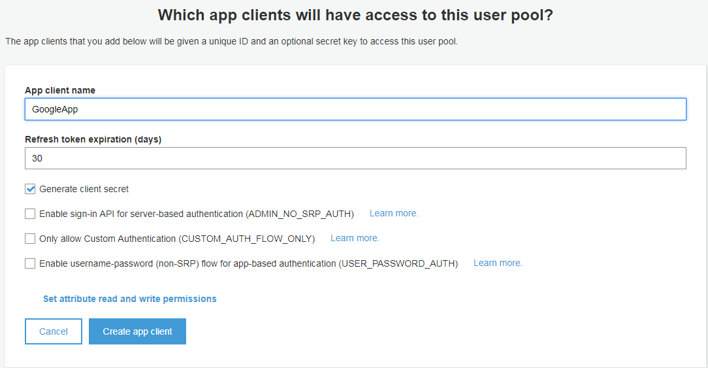 Which app clients will have access to this user pool?
The app clients that you add below will be given a unique ID and an optional secret key to access this user pool.
App client name
GoogleApp
Refresh token expiration (days)
30
Generate client secret
Enable sign-in API for server-based authentication (ADMIN_NO_SRP_AUTH) Learn more.
Only allow Custom Authentication (CUSTOM_AUTH_FLOW_ONLY) Learn more.
Enable username-password (non-SRP) flow for app-based authentication (USER_PASSWORD_AUTH) Learn more.
Set attribute read and write permissions
Cancel Create app client